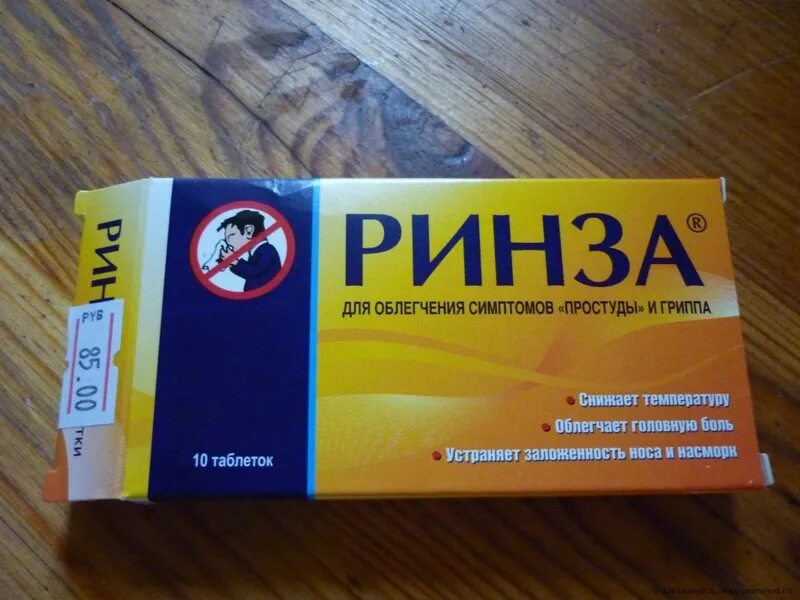 РИНЗА®
ДЛЯ ОБЛЕГЧЕНИЯ СИМПТОМОВ «ПРОСТУДЫ» И ГРИППА
• Снижает температуру
• Облегчает головную боль
• Устраняет заложенность носа и насморк
10 таблеток
РИН
РУБ
85.00
тки